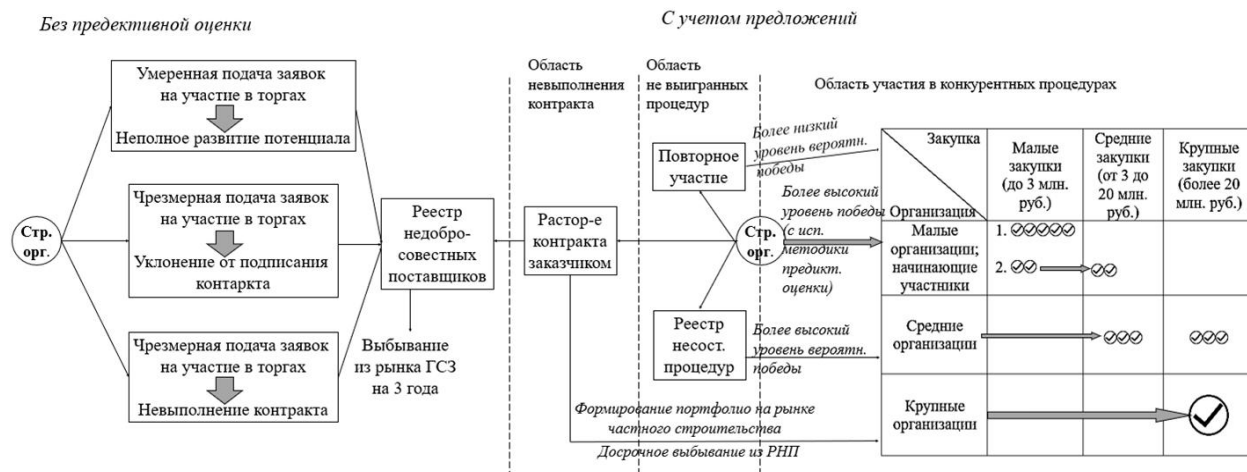 Без предективной оценки
С учетом предложений
Умеренная подача заявок
на участие в торгах
Неполное развитие потенциала
Чрезмерная подача заявок
на участие в торгах
Уклонение от подписания
контаркта
Чрезмерная подача заявок
на участие в торгах
Невыполнение контракта
Стр.
орг.
Реестр
недобро-
совестных
поставщиков
Выбывание
из рынка ГСЗ
на 3 года
Область
невыполнения
контракта
Область
не выигранных
процедур
Область участия в конкурентных процедурах
Растор-е
контракта
заказчиком
Повторное
участие
Стр.
орг.
Реестр
несост.
процедур
Более низкий
уровень вероятн.
победы
Более высокий
уровень победы
(с исп.
методики
предикт.
оценки)
Более высокий
уровень вероятн.
победы
Формирование портфолио на рынке
частного строительства
Досрочное выбывание из РНП
Закупка
Организация
Малые
закупки
(до 3 млн.
руб.)
Средние
закупки
(от 3 до
20 млн.
руб.)
Крупные
закупки
(более 20
млн. руб.)
Малые
организации;
начинающие
участники
1.
2.
Средние
организации
Крупные
организации